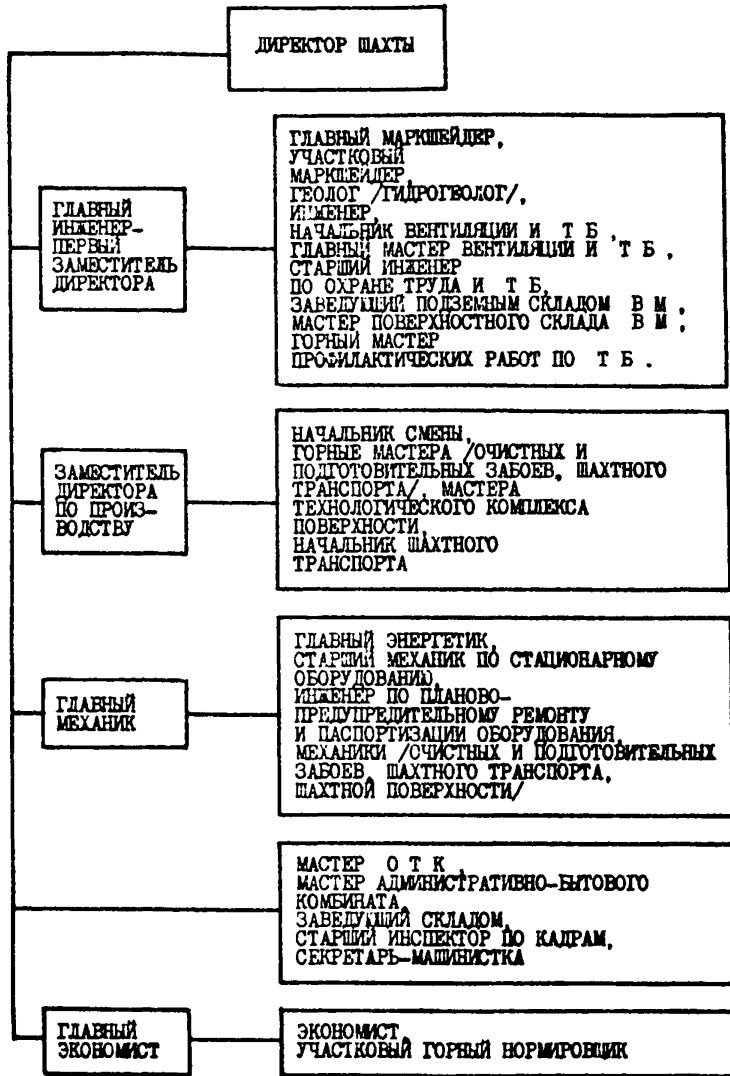 ДИРЕКТОР ШАХТЫ
ГЛАВНЫЙ
ИНЖЕНЕР-
ПЕРВЫЙ
ЗАМЕСТИТЕЛЬ
ДИРЕКТОРА
ГЛАВНЫЙ МАРКШЕЙДЕР,
УЧАСТКОВЫЙ
МАРКШЕЙДЕР,
ГЕОЛОГ /ГИДРОГЕОЛОГ/,
ИНЖЕНЕР,
НАЧАЛЬНИК ВЕНТИЛЯЦИИ И Т Б ,
ГЛАВНЫЙ МАСТЕР ВЕНТИЛЯЦИИ И Т Б ,
СТАРШИЙ ИНЖЕНЕР
ПО ОХРАНЕ ТРУДА И Т Б,
ЗАВЕДУЮЩИЙ ПОДЗЕМНЫМ СКЛАДОМ В М ,
МАСТЕР ПОВЕРХНОСТНОГО СКЛАДА В М ,
ГОРНЫЙ МАСТЕР
ПРОФИЛАКТИЧЕСКИХ РАБОТ ПО Т Б .
ЗАМЕСТИТЕЛЬ
ДИРЕКТОРА
ПО ПРОИЗ-
ВОДСТВУ
НАЧАЛЬНИК СМЕНЫ,
ГОРНЫЕ МАСТЕРА /ОЧИСТНЫХ И
ПОДГОТОВИТЕЛЬНЫХ ЗАБОЕВ, ШАХТНОГО
ТРАНСПОРТА/, МАСТЕРА
ТЕХНОЛОГИЧЕСКОГО КОМПЛЕКСА
ПОВЕРХНОСТИ,
НАЧАЛЬНИК ШАХТНОГО
ТРАНСПОРТА
ГЛАВНЫЙ
МЕХАНИК
ГЛАВНЫЙ ЭНЕРГЕТИК,
СТАРШИЙ МЕХАНИК ПО СТАЦИОНАРНОМУ
ОБОРУДОВАНИЮ,
ИНЖЕНЕР ПО ПЛАНОВО-
ПРЕДУПРЕДИТЕЛЬНОМУ РЕМОНТУ
И ПАСПОРТИЗАЦИИ ОБОРУДОВАНИЯ,
МЕХАНИКИ /ОЧИСТНЫХ И ПОДГОТОВИТЕЛЬНЫХ
ЗАБОЕВ, ШАХТНОГО ТРАНСПОРТА,
ШАХТНОЙ ПОВЕРХНОСТИ/
МАСТЕР О Т К,
МАСТЕР АДМИНИСТРАТИВНО-БЫТОВОГО
КОМБИНАТА,
ЗАВЕДУЮЩИЙ СКЛАДОМ,
СТАРШИЙ ИНСПЕКТОР ПО КАДРАМ,
СЕКРЕТАРЬ-МАШИНИСТКА
ГЛАВНЫЙ
ЭКОНОМИСТ
ЭКОНОМИСТ,
УЧАСТКОВЫЙ ГОРНЫЙ НОРМИРОВЩИК